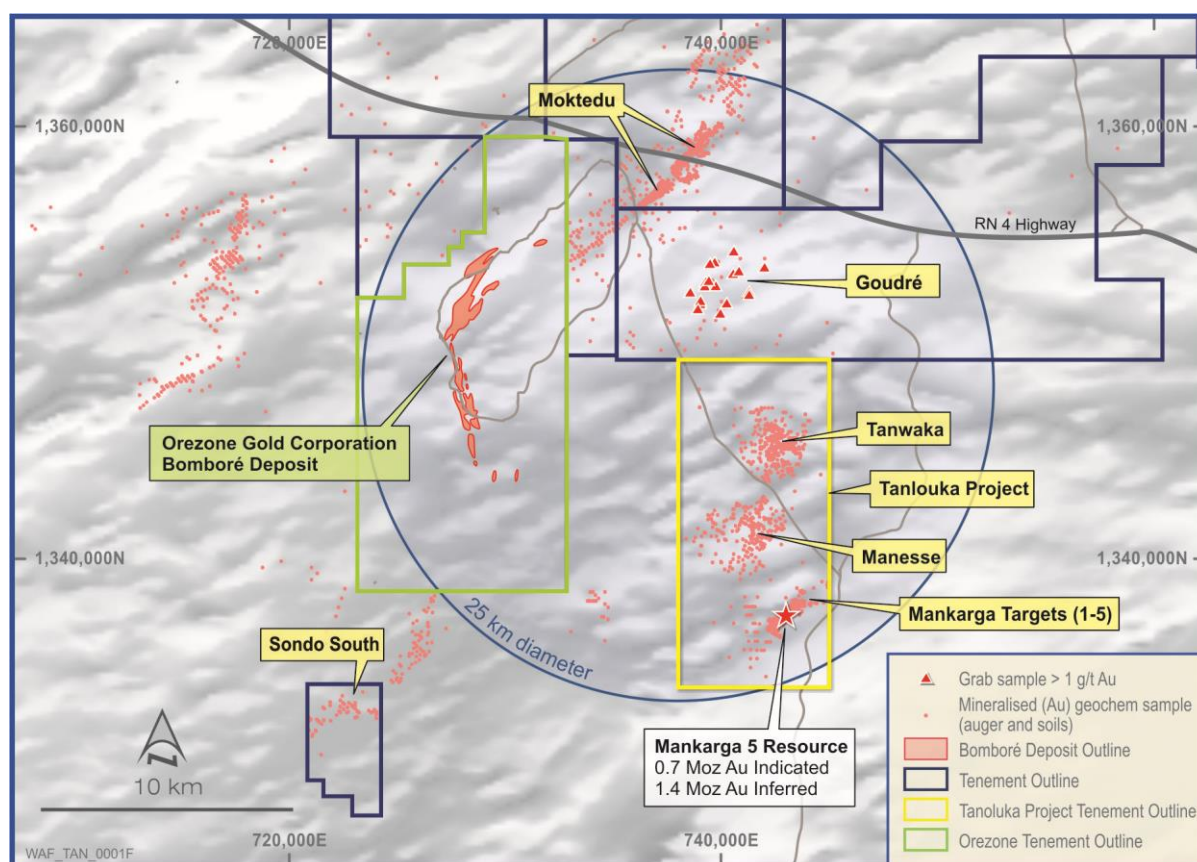 720,000E
740,000E
Moktedu
1,360,000N
1,360,000N
RN 4 Highway
Goudré
Orezone Gold Corporation
Bomboré Deposit
Tanwaka
Tanlouka Project
1,340,000N
Manesse
1,340,000N
25 km diameter
Mankarga Targets (1-5)
Sondo South
N
10 km
Mankarga 5 Resource
0.7 Moz Au Indicated
1.4 Moz Au Inferred
Grab sample > 1 g/t Au
Mineralised (Au) geochem sample
(auger and soils)
Bomboré Deposit Outline
Tenement Outline
Tanoluka Project Tenement Outline
Orezone Tenement Outline
720,000E
740,000E
WAF_TAN_0001F